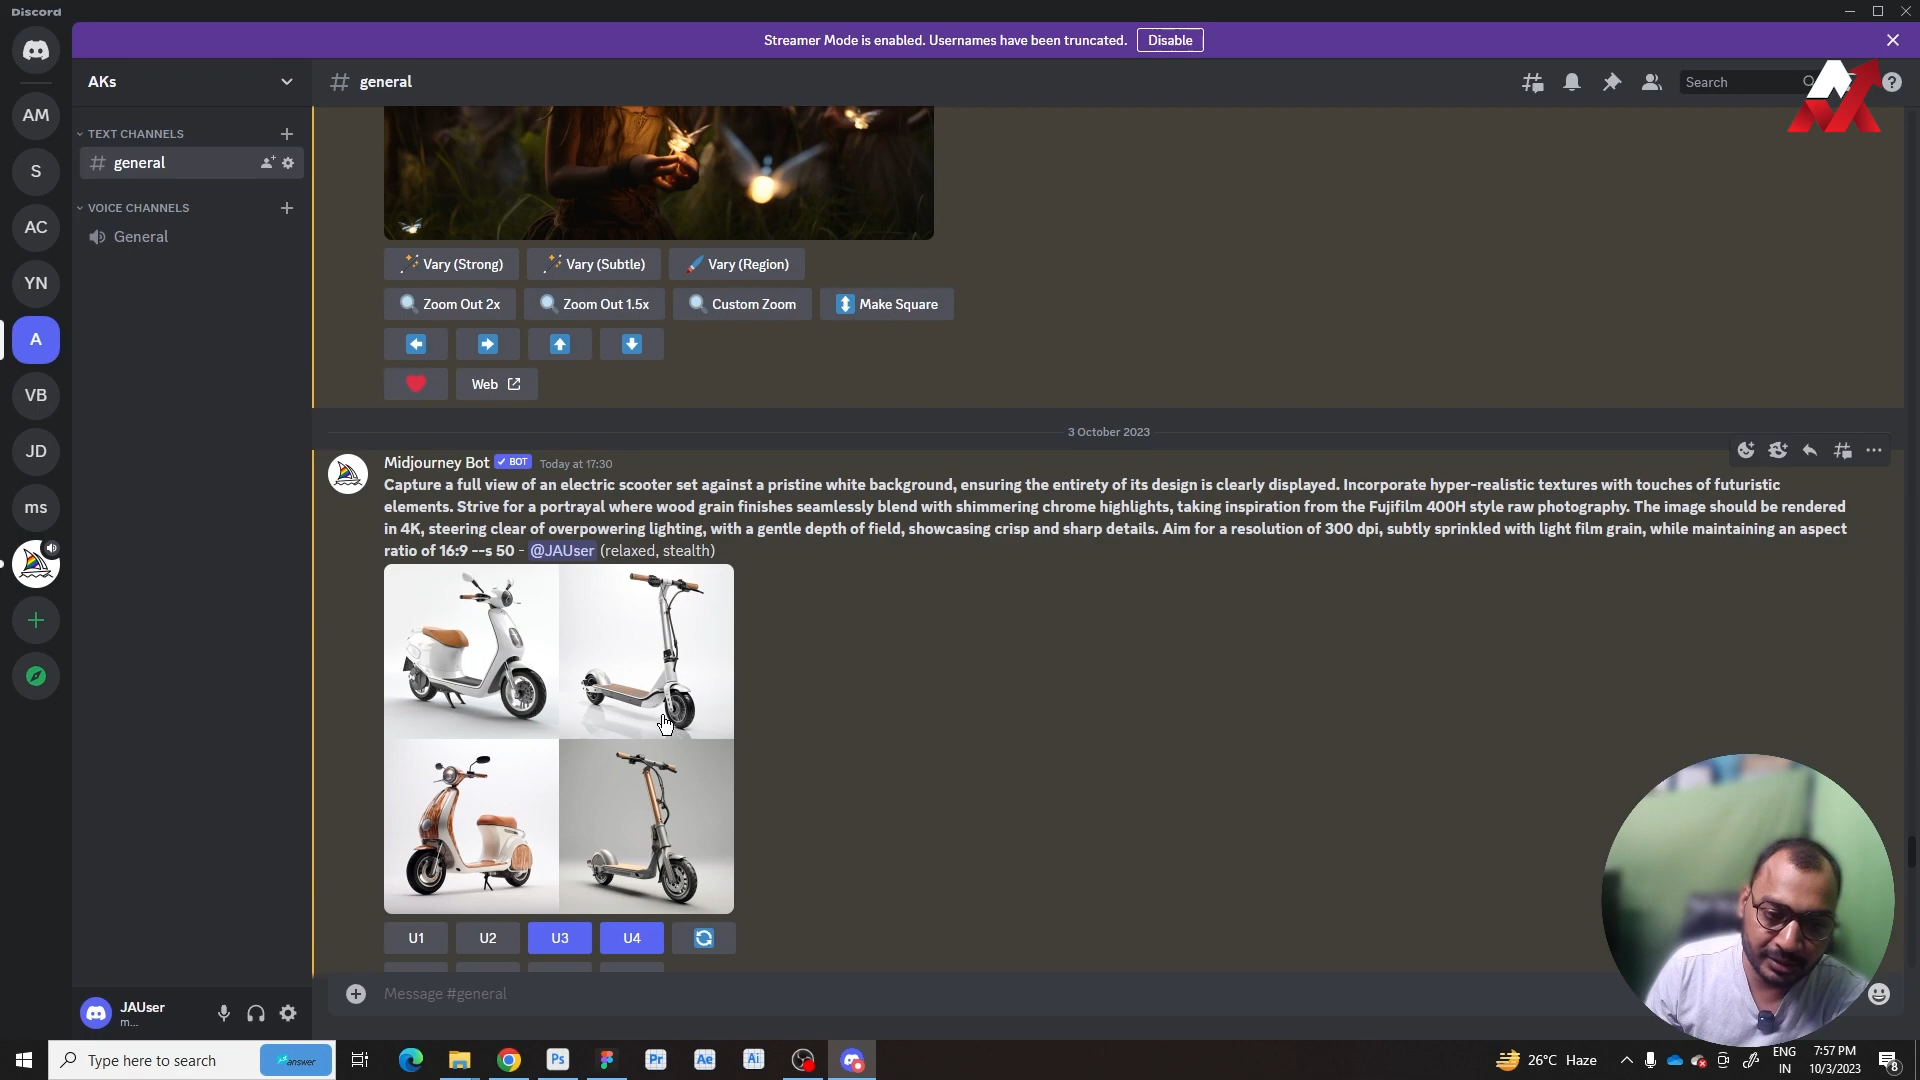 Discord
Streamer Mode is enabled. Usernames have been truncated. Disable
AKs
general
Search
AM
S
AC
YN
A
VB
JD
ms
TEXT CHANNELS
general
VOICE CHANNELS
General
Vary (Strong) Vary (Subtle) Vary (Region)
Zoom Out 2x Zoom Out 1.5x Custom Zoom Make Square
Web
3 October 2023
Midjourney Bot BOT Today at 17:30
Capture a full view of an electric scooter set against a pristine white background, ensuring the entirety of its design is clearly displayed. Incorporate hyper-realistic textures with touches of futuristic
elements. Strive for a portrayal where wood grain finishes seamlessly blend with shimmering chrome highlights, taking inspiration from the Fujifilm 400H style raw photography. The image should be rendered
in 4K, steering clear of overpowering lighting, with a gentle depth of field, showcasing crisp and sharp details. Aim for a resolution of 300 dpi, subtly sprinkled with light film grain, while maintaining an aspect
ratio of 16:9 --s 50 - @JAUser (relaxed, stealth)
U1 U2 U3 U4
Message #general
JAUser
m...
Type here to search
answer
Ps
Pr
Ae
Ai
26°C Haze
ENG
IN
7:57 PM
10/3/2023
8